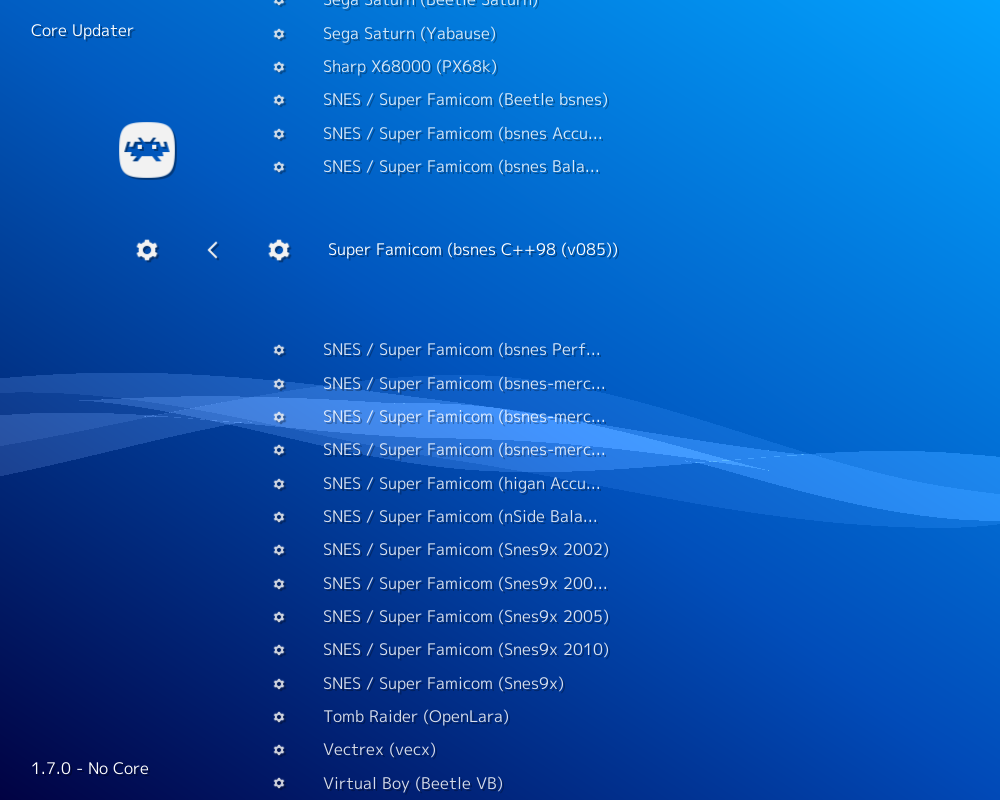 Sega Saturn (Beetle Saturn)
Core Updater
Sega Saturn (Yabause)
Sharp X68000 (PX68k)
SNES / Super Famicom (Beetle bsnes)
SNES / Super Famicom (bsnes Accu...
SNES / Super Famicom (bsnes Bala...
Super Famicom (bsnes C++98 (v085))
SNES / Super Famicom (bsnes Perf...
SNES / Super Famicom (bsnes-merc...
SNES / Super Famicom (bsnes-merc...
SNES / Super Famicom (bsnes-merc...
SNES / Super Famicom (higan Accu...
SNES / Super Famicom (nSide Bala...
SNES / Super Famicom (Snes9x 2002)
SNES / Super Famicom (Snes9x 200...
SNES / Super Famicom (Snes9x 2005)
SNES / Super Famicom (Snes9x 2010)
SNES / Super Famicom (Snes9x)
Tomb Raider (OpenLara)
Vectrex (vecx)
1.7.0 - No Core
Virtual Boy (Beetle VB)